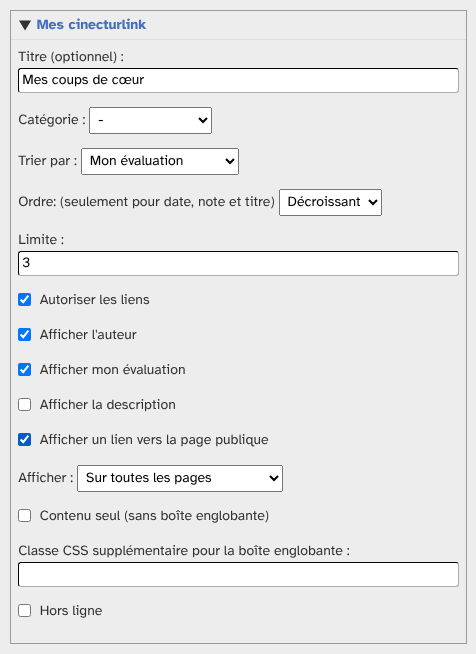 Mes cinecturlink
Titre (optionnel) :
Mes coups de cœur
Catégorie : -
Trier par : Mon évaluation
Ordre: (seulement pour date, note et titre) Décroissant
Limite :
3
Autoriser les liens
Afficher l'auteur
Afficher mon évaluation
Afficher la description
Afficher un lien vers la page publique
Afficher : Sur toutes les pages
Contenu seul (sans boîte englobante)
Classe CSS supplémentaire pour la boîte englobante :
Hors ligne